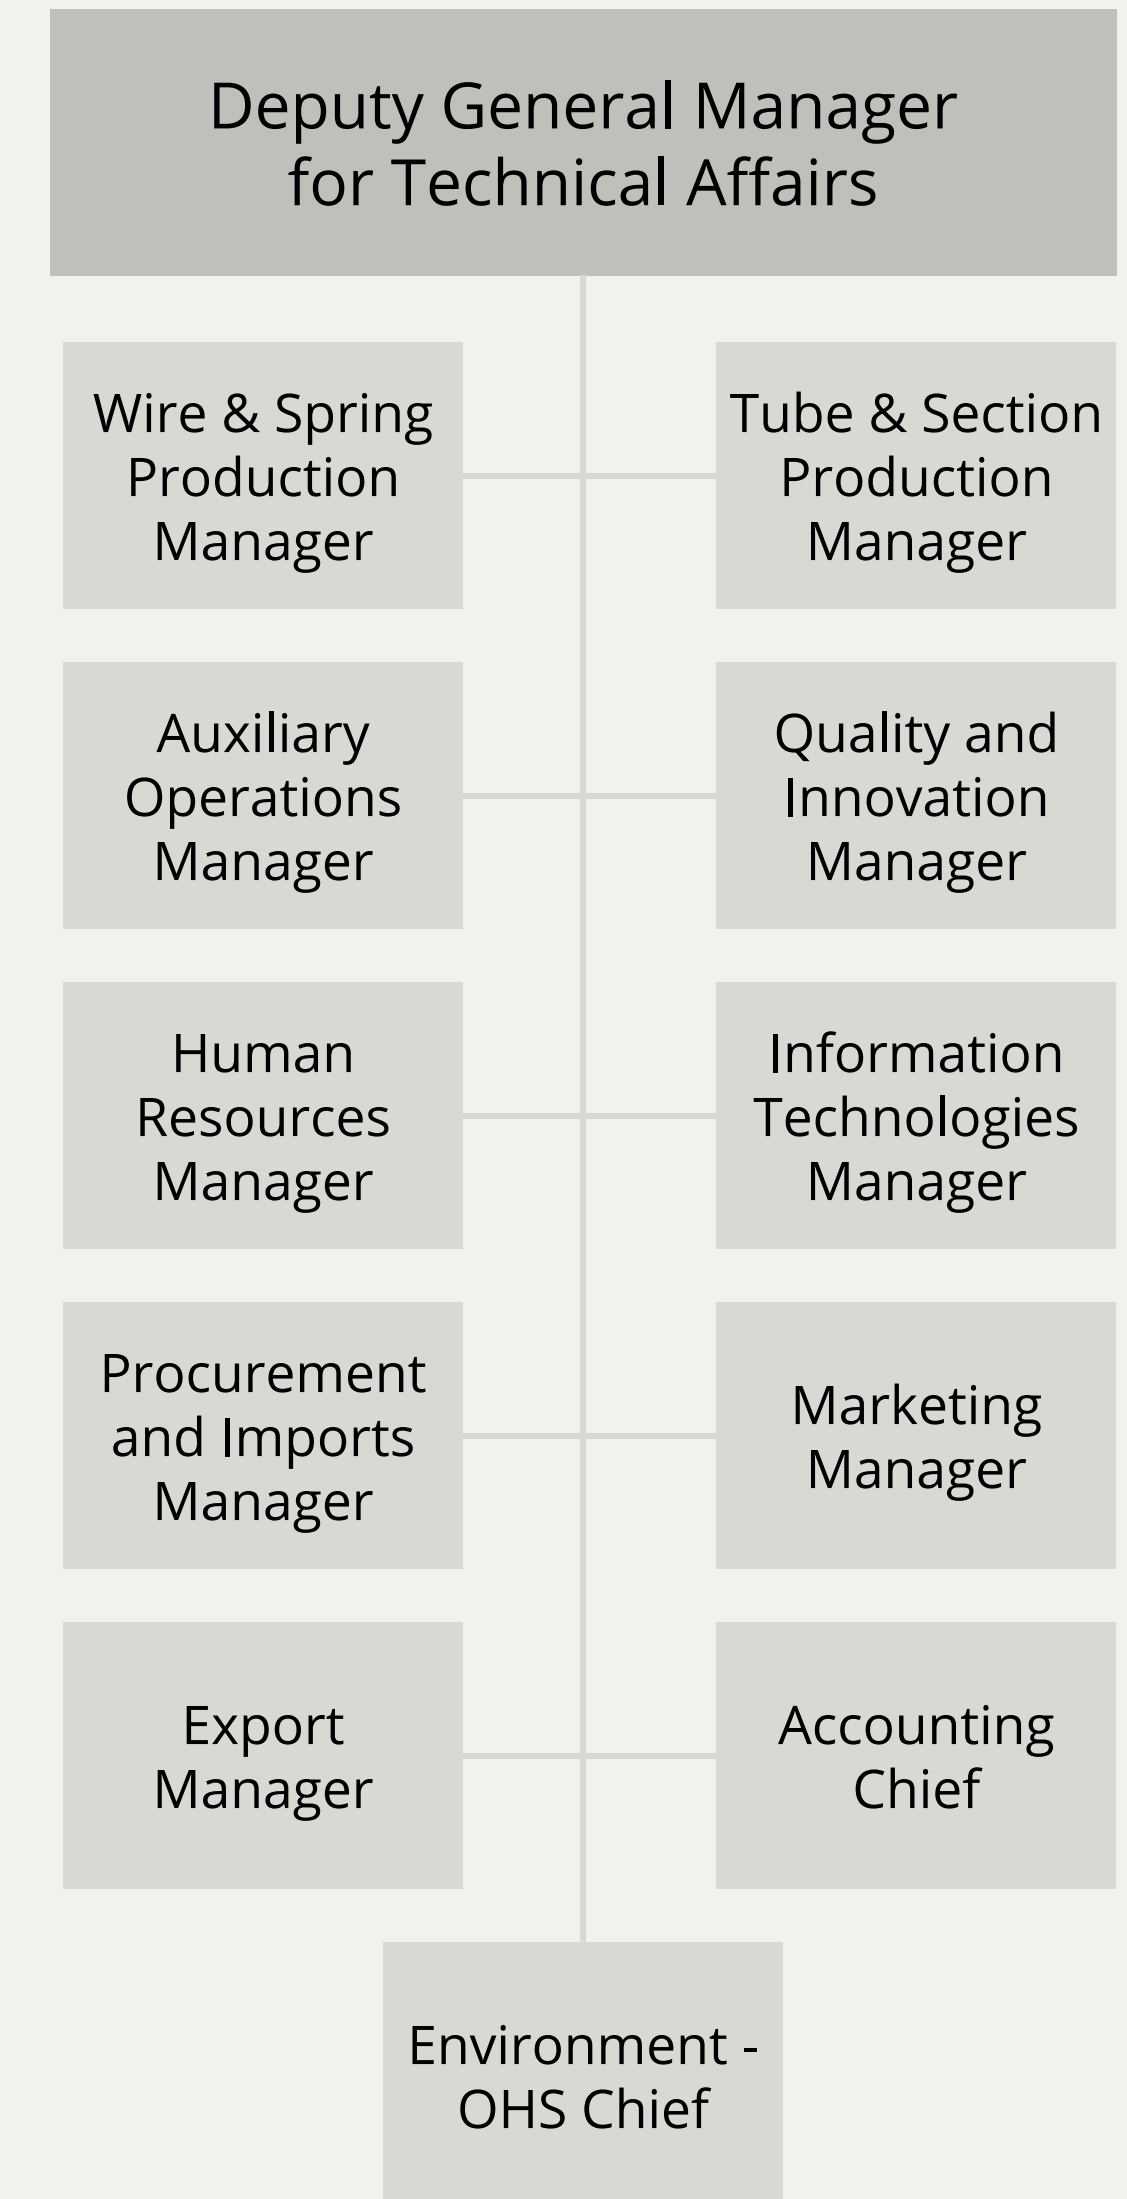 Deputy General Manager
for Technical Affairs
Wire & Spring
Production
Manager
Tube & Section
Production
Manager
Auxiliary
Operations
Manager
Quality and
Innovation
Manager
Human
Resources
Manager
Information
Technologies
Manager
Procurement
and Imports
Manager
Marketing
Manager
Export
Manager
Accounting
Chief
Environment -
OHS Chief